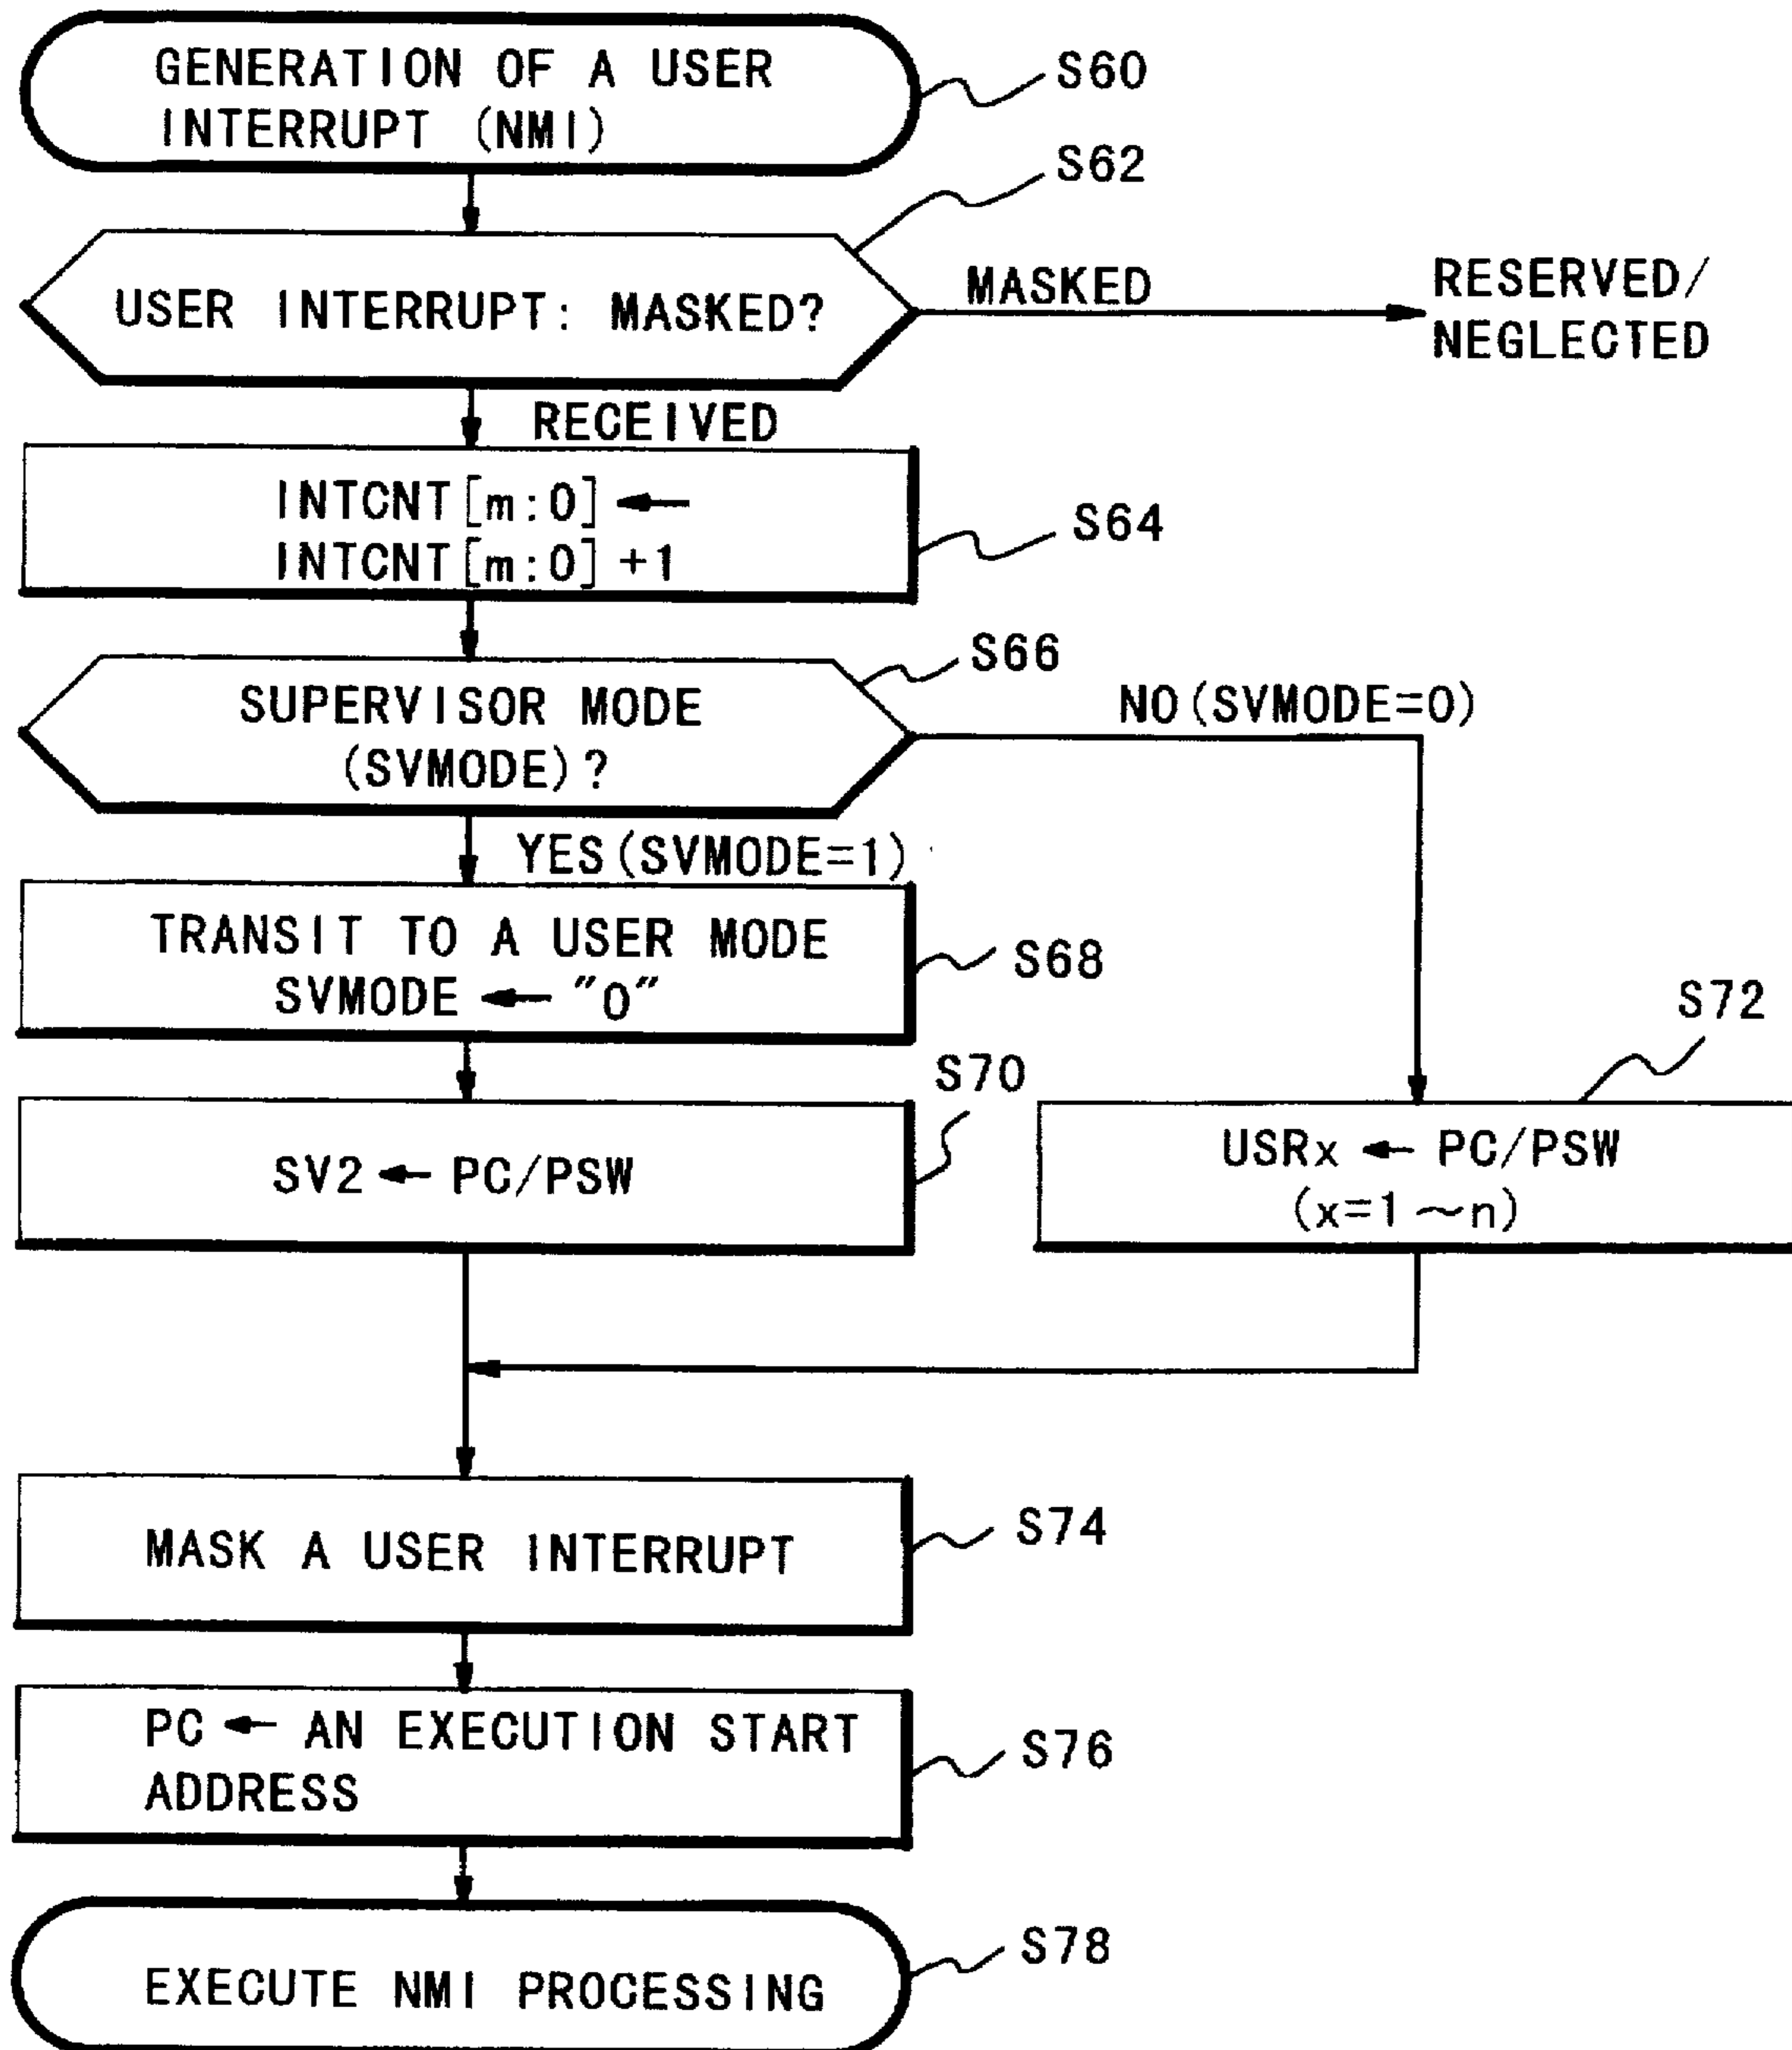 GENERATION OF A USER
INTERRUPT (NMI)
S60
S62
USER INTERRUPT: MASKED?
MASKED
RESERVED/
NEGLECTED
RECEIVED
INTCNT[m:0] ←
INTCNT[m:0]+1
S64
S66
SUPERVISOR MODE
(SVMODE)?
NO(SVMODE=0)
YES(SVMODE=1)
TRANSIT TO A USER MODE
SVMODE ← "0"
S68
S70
SV2 ← PC/PSW
S72
USRx ← PC/PSW
(x=1~n)
MASK A USER INTERRUPT
S74
PC ← AN EXECUTION START
ADDRESS
S76
EXECUTE NMI PROCESSING
S78